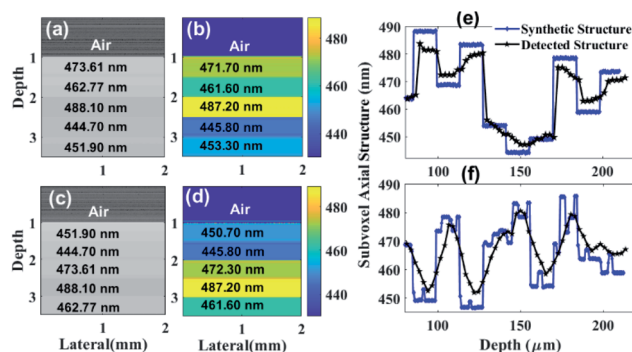 (a)
Air
473.61 nm
462.77 nm
488.10 nm
444.70 nm
451.90 nm
Depth
1
2
3
1
2
(b)
Air
471.70 nm
461.60 nm
487.20 nm
445.80 nm
453.30 nm
1
2
480
460
440
(c)
Air
451.90 nm
444.70 nm
473.61 nm
488.10 nm
462.77 nm
Depth
1
2
3
1
2
Lateral(mm)
(d)
Air
450.70 nm
445.80 nm
472.30 nm
487.20 nm
461.60 nm
1
2
Lateral(mm)
480
460
440
Subvoxel Axial Structure (nm)
(e)
Synthetic Structure
Detected Structure
490
480
470
460
450
100
150
200
(f)
490
480
470
460
450
100
150
200
Depth (μm)